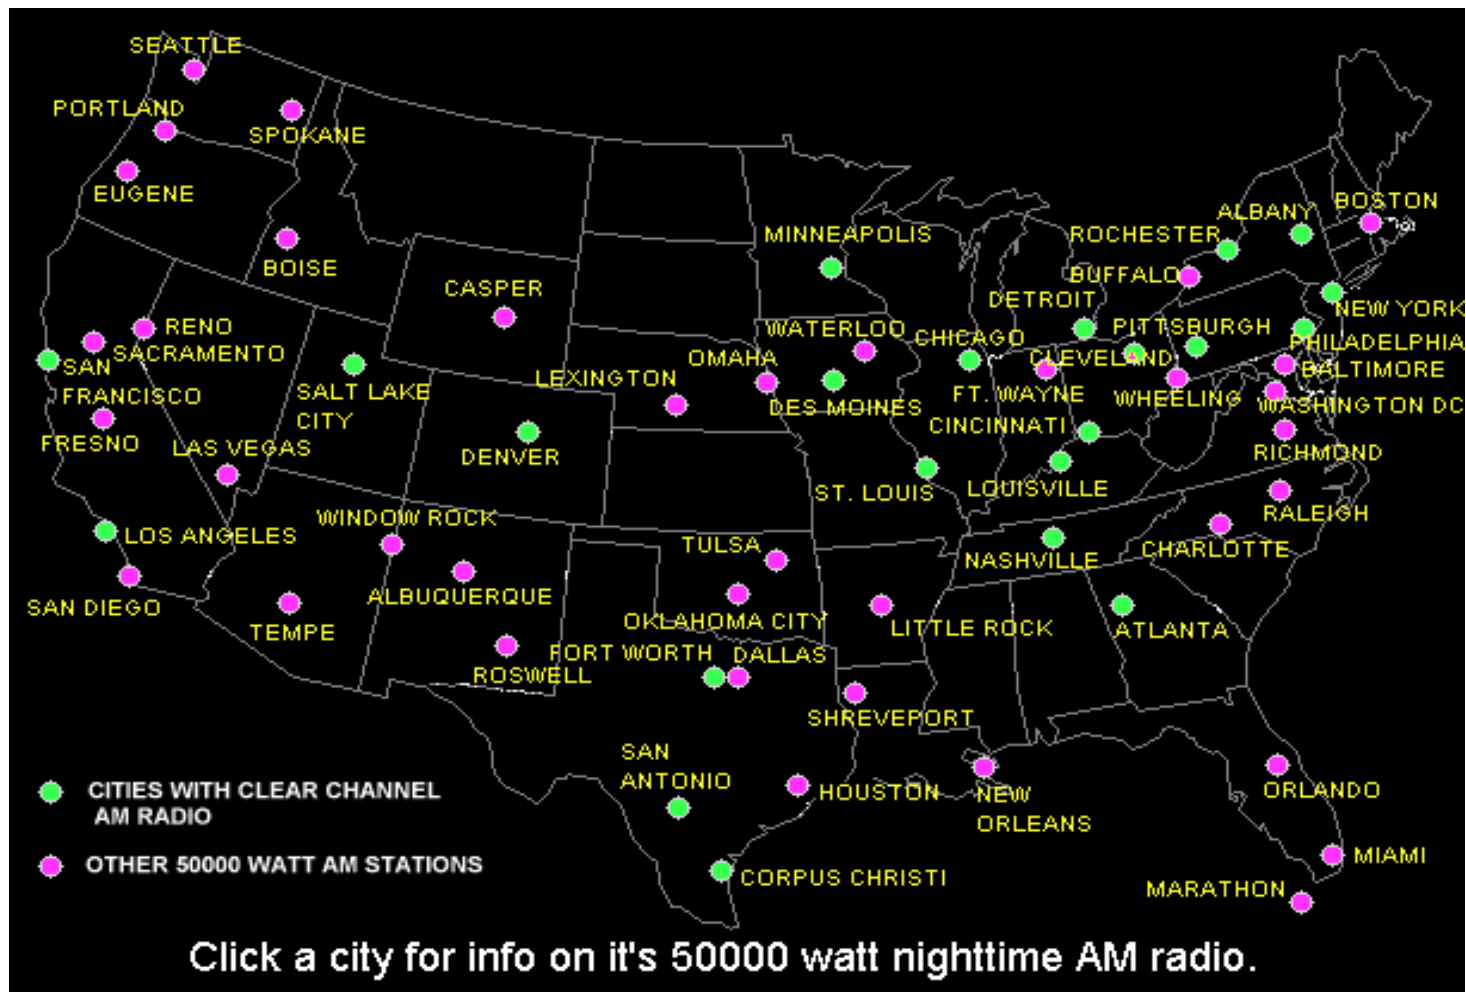 SEATTLE
PORTLAND
SPOKANE
EUGENE
BOISE
CASPER
MINNEAPOLIS
ROCHESTER
ALBANY
BOSTON
BUFFALO
DETROIT
NEW YORK
RENO
SACRAMENTO
SAN
FRANCISCO
FRESNO
SALT LAKE
CITY
LAS VEGAS
DENVER
LEXINGTON
OMAHA
WATERLOO
DES MOINES
CHICAGO
CLEVELAND
PITTSBURGH
PHILADELPHIA
BALTIMORE
FT. WAYNE
WHEELING
WASHINGTON DC
CINCINNATI
RICHMOND
ST. LOUIS
LOUISVILLE
RALEIGH
LOS ANGELES
WINDOW ROCK
TULSA
NASHVILLE
CHARLOTTE
SAN DIEGO
TEMPE
ALBUQUERQUE
OKLAHOMA CITY
LITTLE ROCK
ATLANTA
ROSWELL
FORT WORTH
DALLAS
SHREVEPORT
SAN
ANTONIO
HOUSTON
NEW
ORLEANS
ORLANDO
MIAMI
MARATHON
CORPUS CHRISTI
CITIES WITH CLEAR CHANNEL
AM RADIO
OTHER 50000 WATT AM STATIONS
Click a city for info on it's 50000 watt nighttime AM radio.